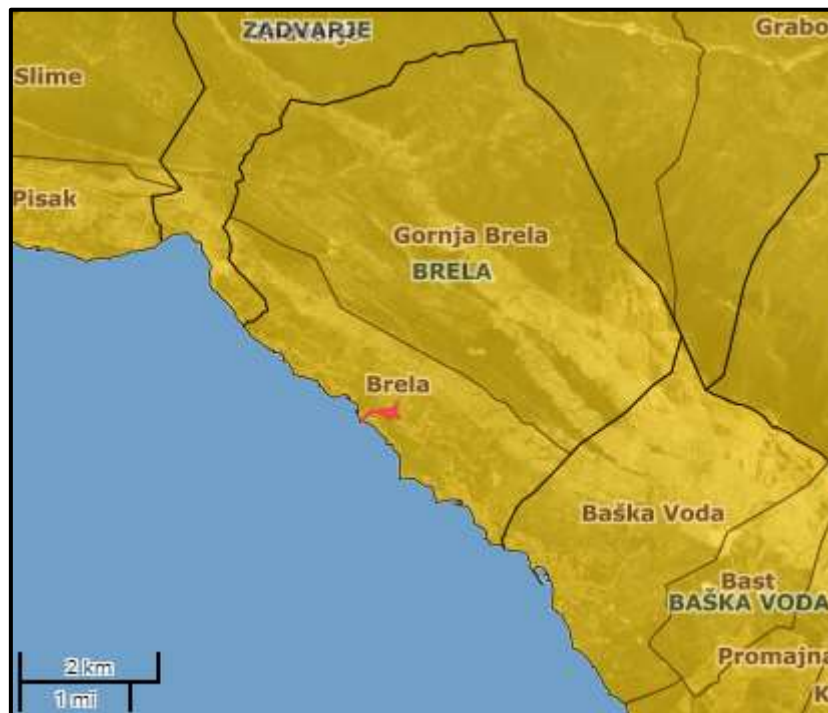 ZADVARJE
Grabo
Slime
Pisak
Gornja Brela
BRELA
Brela
Baška Voda
Bast
BAŠKA VODA
Promajna
K
2 km
1 mi